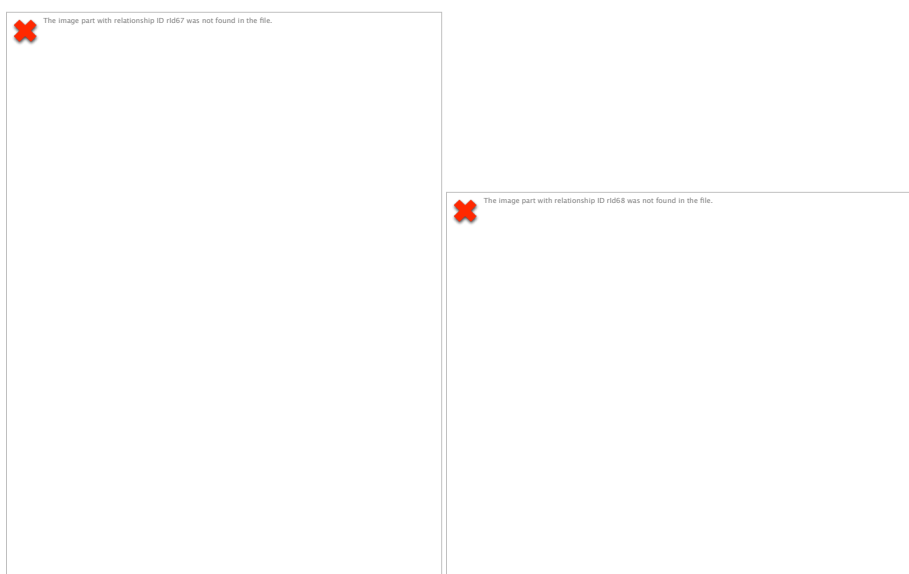 The image part with relationship ID rId67 was not found in the file.
The image part with relationship ID rId68 was not found in the file.